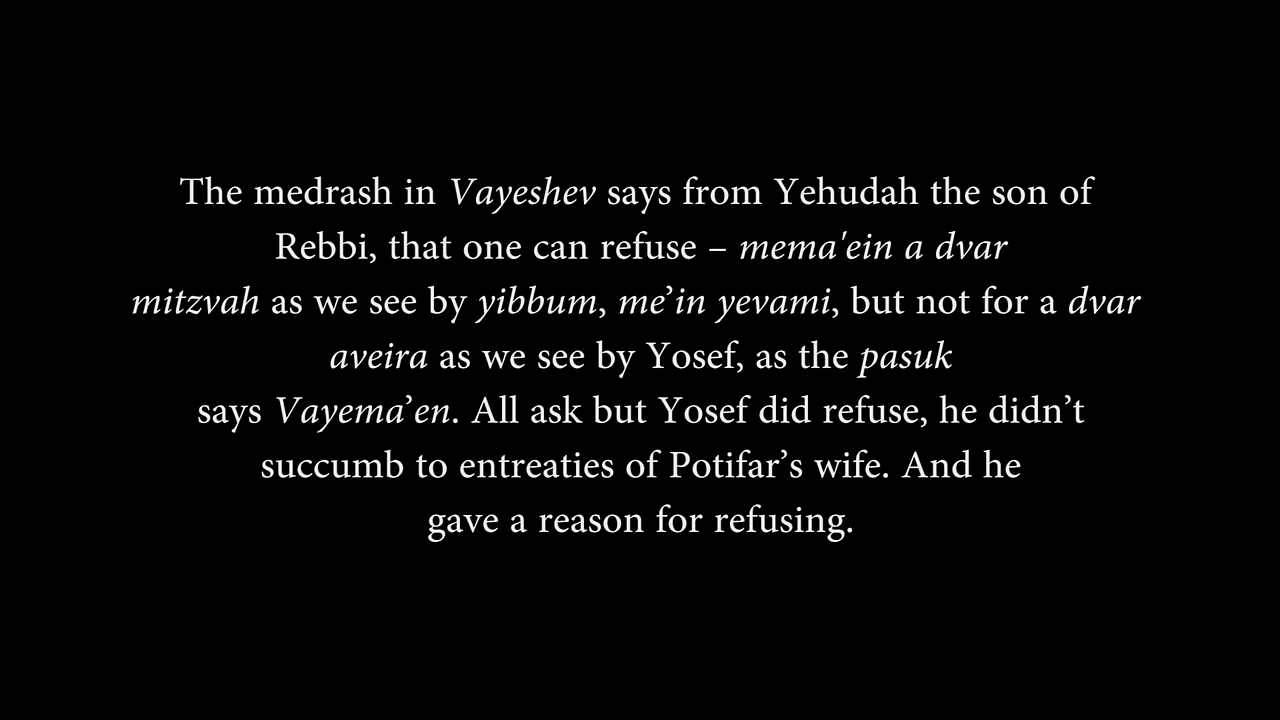 The medrash in Vayeshev says from Yehudah the son of
Rebbi, that one can refuse – mema'ein a dvar
mitzvah as we see by yibbum, me’in yevami, but not for a dvar
aveira as we see by Yosef, as the pasuk
says Vayema’en. All ask but Yosef did refuse, he didn’t
succumb to entreaties of Potifar’s wife. And he
gave a reason for refusing.